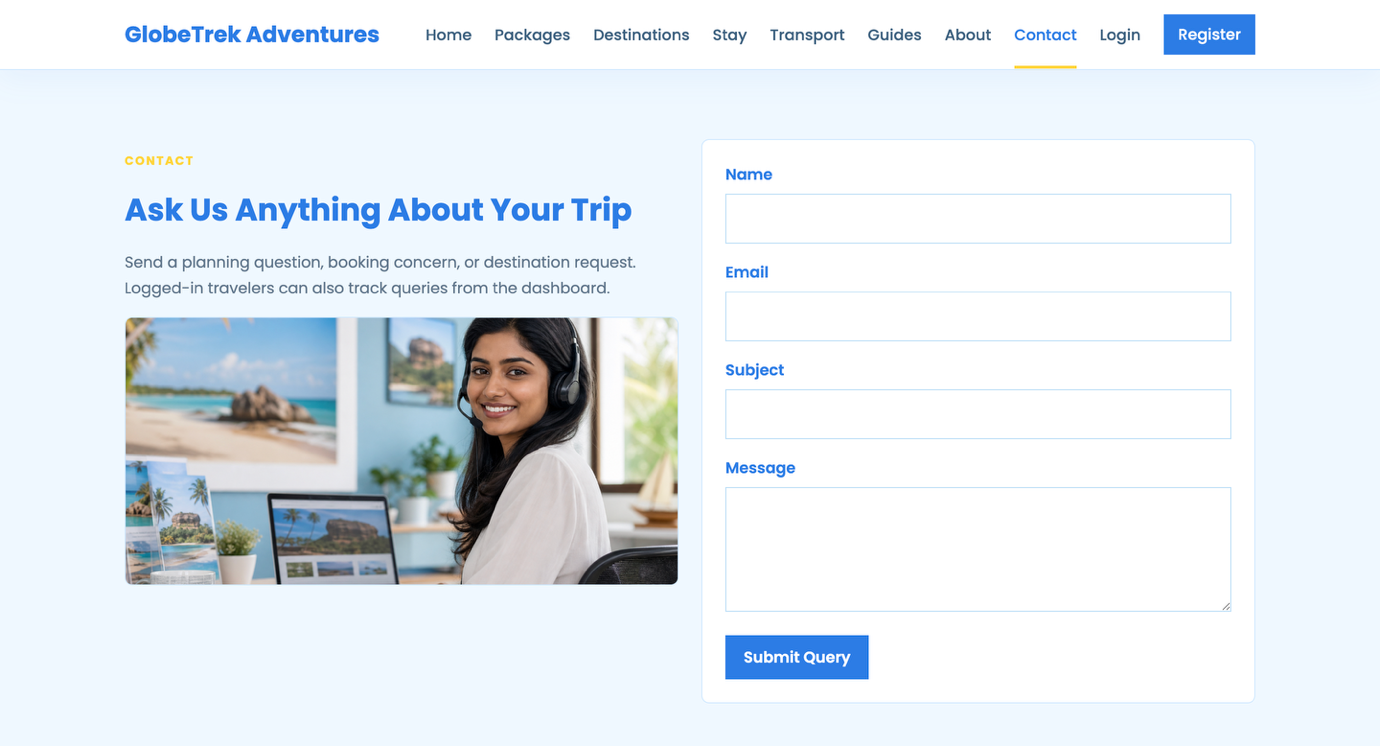 GlobeTrek Adventures
Home Packages Destinations Stay Transport Guides About Contact Login Register
CONTACT
Ask Us Anything About Your Trip
Send a planning question, booking concern, or destination request.
Logged-in travelers can also track queries from the dashboard.
Name
Email
Subject
Message
Submit Query